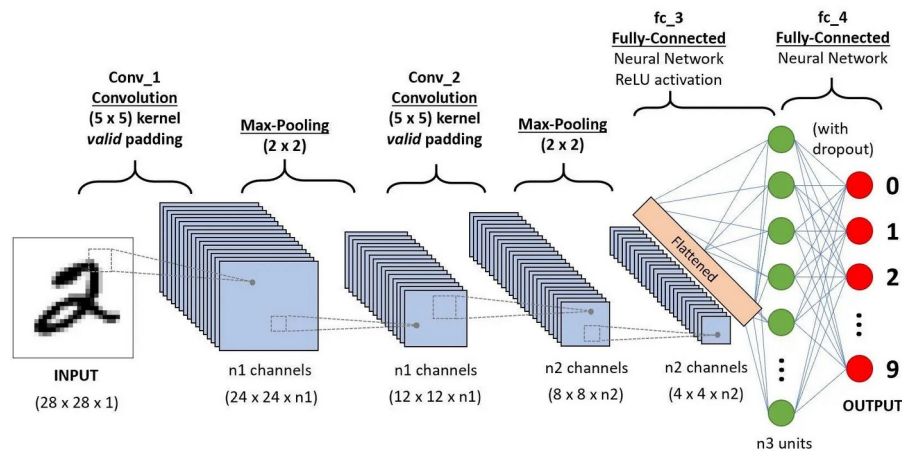 Conv_1
Convolution
(5 x 5) kernel
valid padding
Max-Pooling
(2 x 2)
Conv_2
Convolution
(5 x 5) kernel
valid padding
Max-Pooling
(2 x 2)
fc_3
Fully-Connected
Neural Network
ReLU activation
fc_4
Fully-Connected
Neural Network
(with
dropout)
2
INPUT
(28 x 28 x 1)
n1 channels
(24 x 24 x n1)
n1 channels
(12 x 12 x n1)
n2 channels
(8 x 8 x n2)
n2 channels
(4 x 4 x n2)
Flattened
n3 units
0
1
2
9
OUTPUT